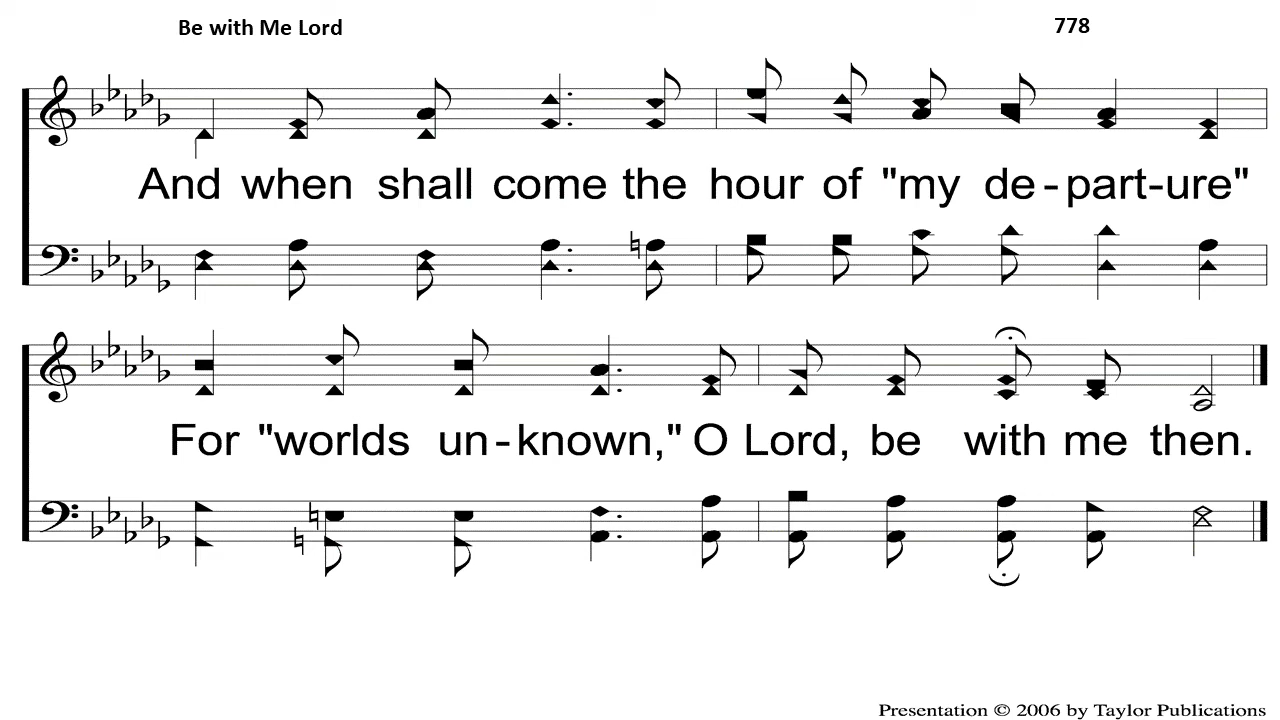 Be with Me Lord 778
And when shall come the hour of "my de-part-ure"
For "worlds un-known," O Lord, be with me then.
Presentation © 2006 by Taylor Publications